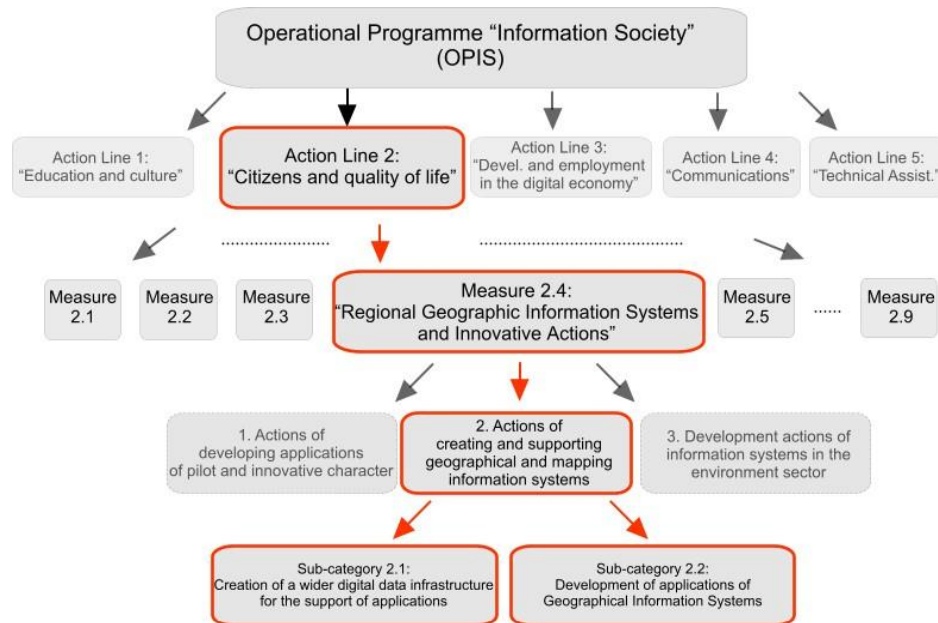 Operational Programme “Information Society”
(OPIS)
Action Line 1:
“Education and culture”
Action Line 2:
“Citizens and quality of life”
Action Line 3:
“Devel. and employment
in the digital economy”
Action Line 4:
“Communications”
Action Line 5:
“Technical Assist.”
Measure
2.1
Measure
2.2
Measure
2.3
Measure 2.4:
“Regional Geographic Information Systems
and Innovative Actions”
Measure
2.5
......
Measure
2.9
1. Actions of
developing applications
of pilot and innovative character
2. Actions of
creating and supporting
geographical and mapping
information systems
3. Development actions of
information systems in the
environment sector
Sub-category 2.1:
Creation of a wider digital data infrastructure
for the support of applications
Sub-category 2.2:
Development of applications of
Geographical Information Systems